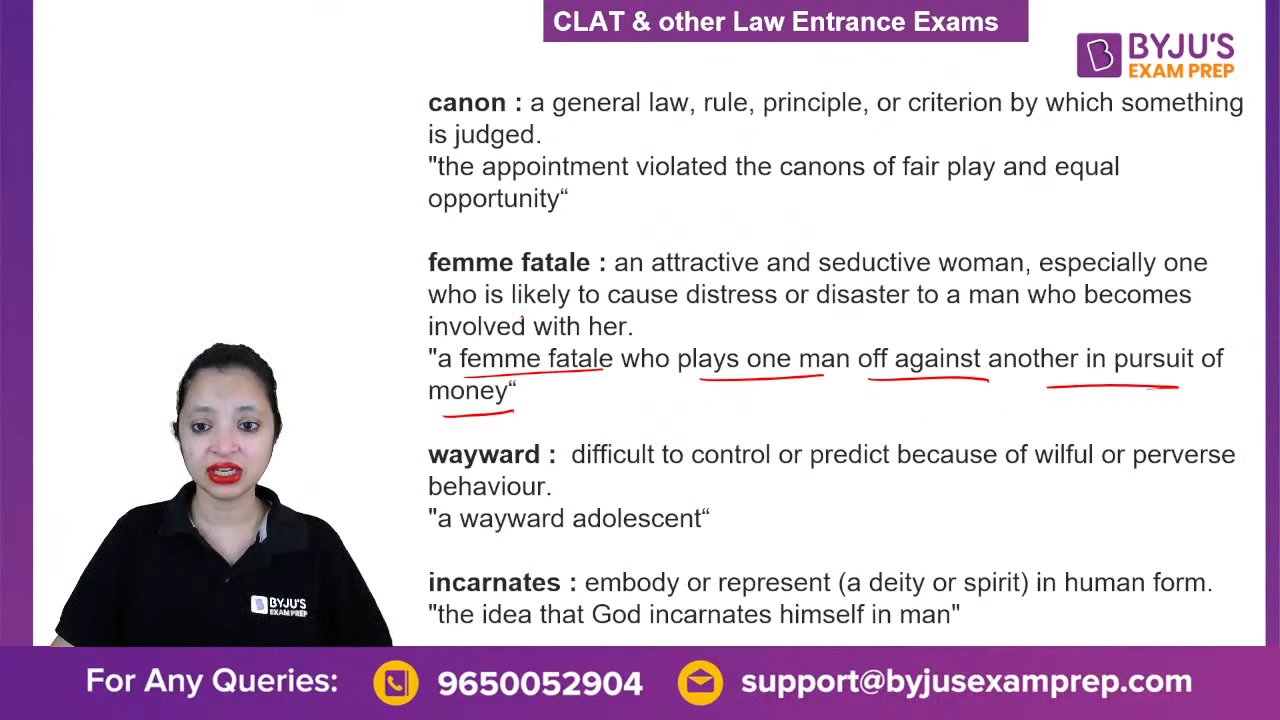 CLAT & other Law Entrance Exams
BYJU'S
EXAM PREP
canon : a general law, rule, principle, or criterion by which something
is judged.
"the appointment violated the canons of fair play and equal
opportunity“
femme fatale : an attractive and seductive woman, especially one
who is likely to cause distress or disaster to a man who becomes
involved with her.
"a femme fatale who plays one man off against another in pursuit of
money“
wayward :  difficult to control or predict because of wilful or perverse
behaviour.
"a wayward adolescent“
incarnates : embody or represent (a deity or spirit) in human form.
"the idea that God incarnates himself in man"
BYJU'S
EXAM PREP
For Any Queries: 9650052904 support@byjusexamprep.com